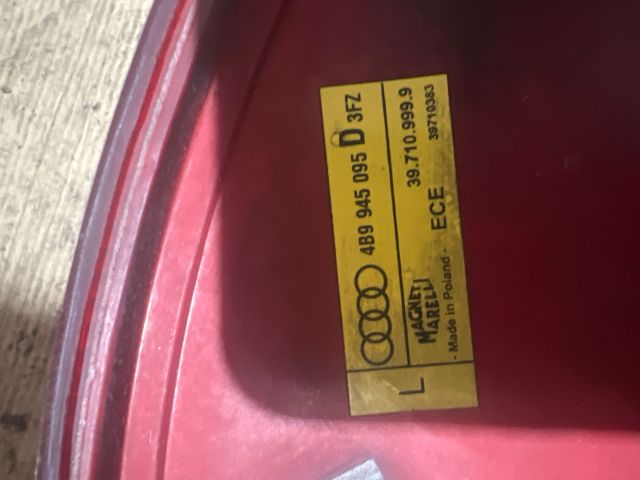 4B9 945 095 D 3FZ
39.710.999.9
MAGNETI
MARELLI
ECE
39710383
- Made in Poland -
L